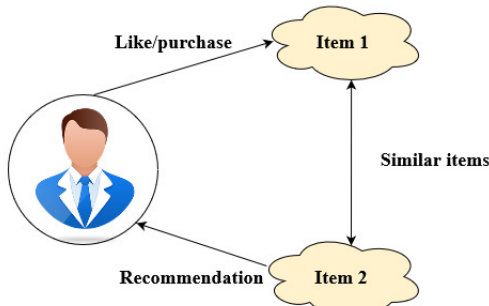 Like/purchase
Item 1
Similar items
Recommendation
Item 2